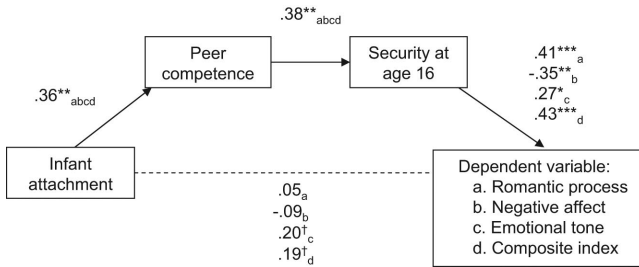 .38**abcd
Peer
competence
Security at
age 16
.41***a
-.35**b
.27*c
.43***d
.36**abcd
Infant
attachment
.05a
-.09b
.20†c
.19†d
Dependent variable:
a. Romantic process
b. Negative affect
c. Emotional tone
d. Composite index